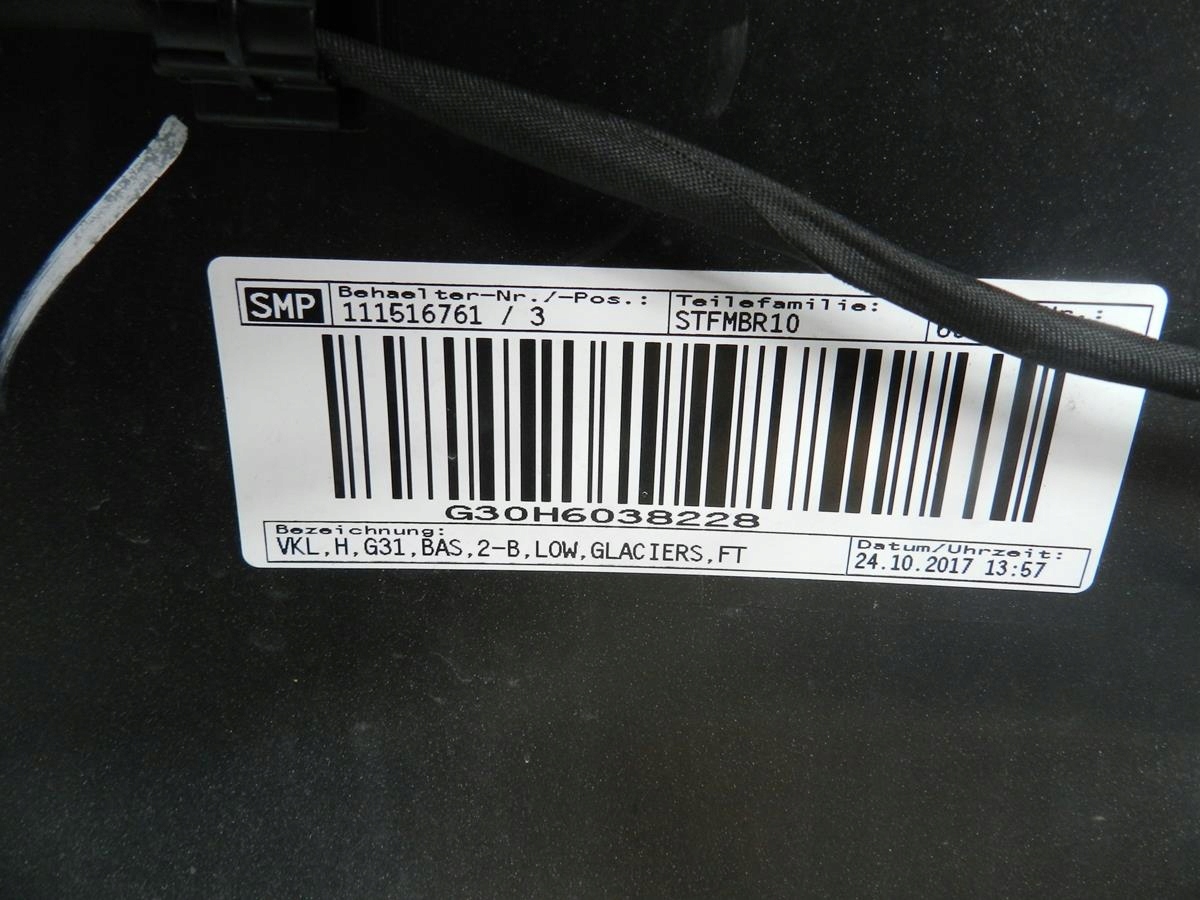 SMP
Behaelter-Nr./-Pos.:
111516761 / 3
Teilefamilie:
STFMBR10
G30H6038228
Bezeichnung:
VKL,H,G31,BAS,2-B,LOW,GLACIERS,FT
Datum/Uhrzeit:
24.10.2017 13:57